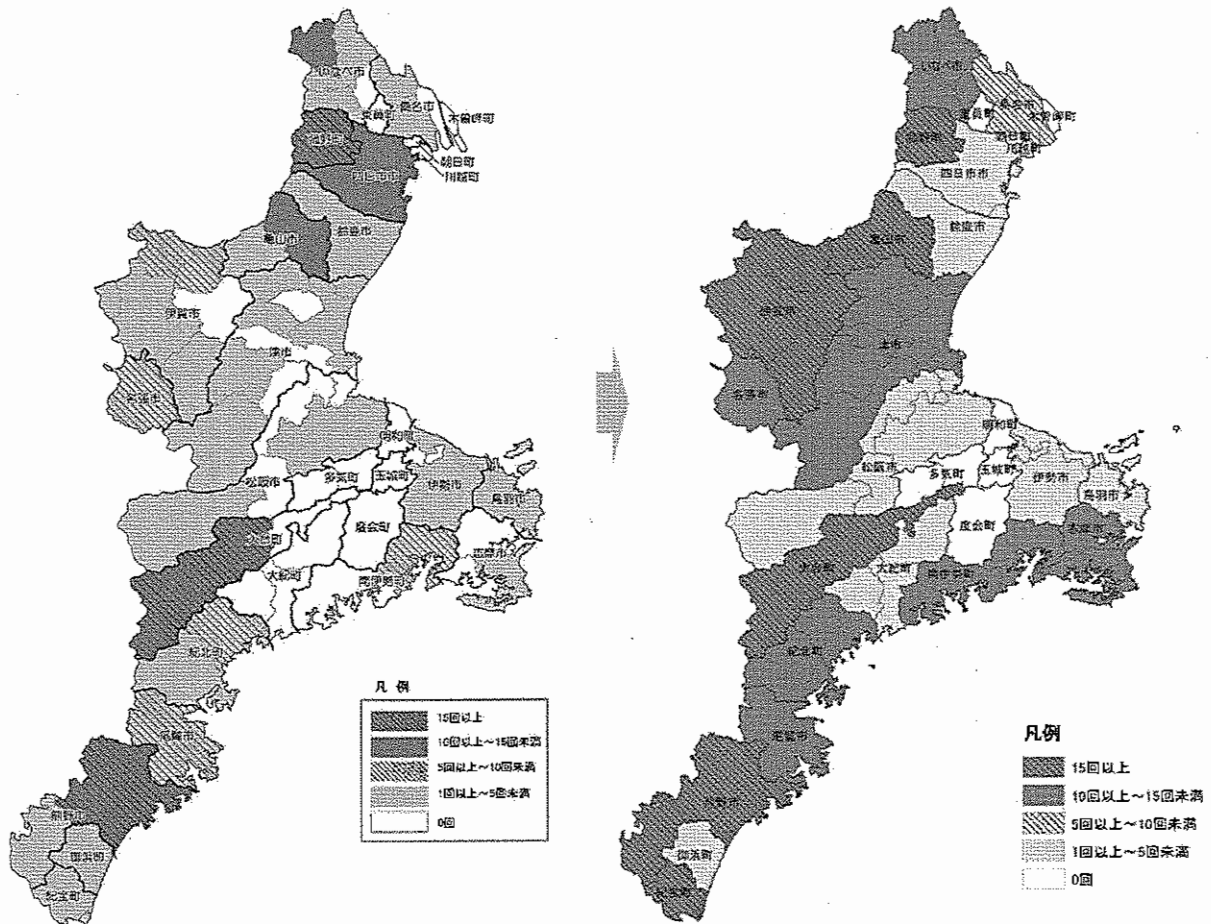 いなべ市
桑名市
東員町
木曽岬町
朝日町
川越町
四日市市
亀山市
鈴鹿市
伊賀市
津市
名張市
明和町
松阪市
多気町
玉城町
伊勢市
鳥羽市
大台町
度会町
志摩市
大紀町
南伊勢町
紀北町
尾鷲市
熊野市
御浜町
紀宝町
凡 例
15回以上
10回以上～15回未満
5回以上～10回未満
1回以上～5回未満
0回
いなべ市
桑名市
東員町
木曽岬町
朝日町
川越町
四日市市
鈴鹿市
亀山市
伊賀市
津市
名張市
明和町
松阪市
多気町
玉城町
伊勢市
鳥羽市
度会町
志摩市
大台町
大紀町
南伊勢町
紀北町
尾鷲市
熊野市
御浜町
紀宝町
凡例
15回以上
10回以上～15回未満
5回以上～10回未満
1回以上～5回未満
0回